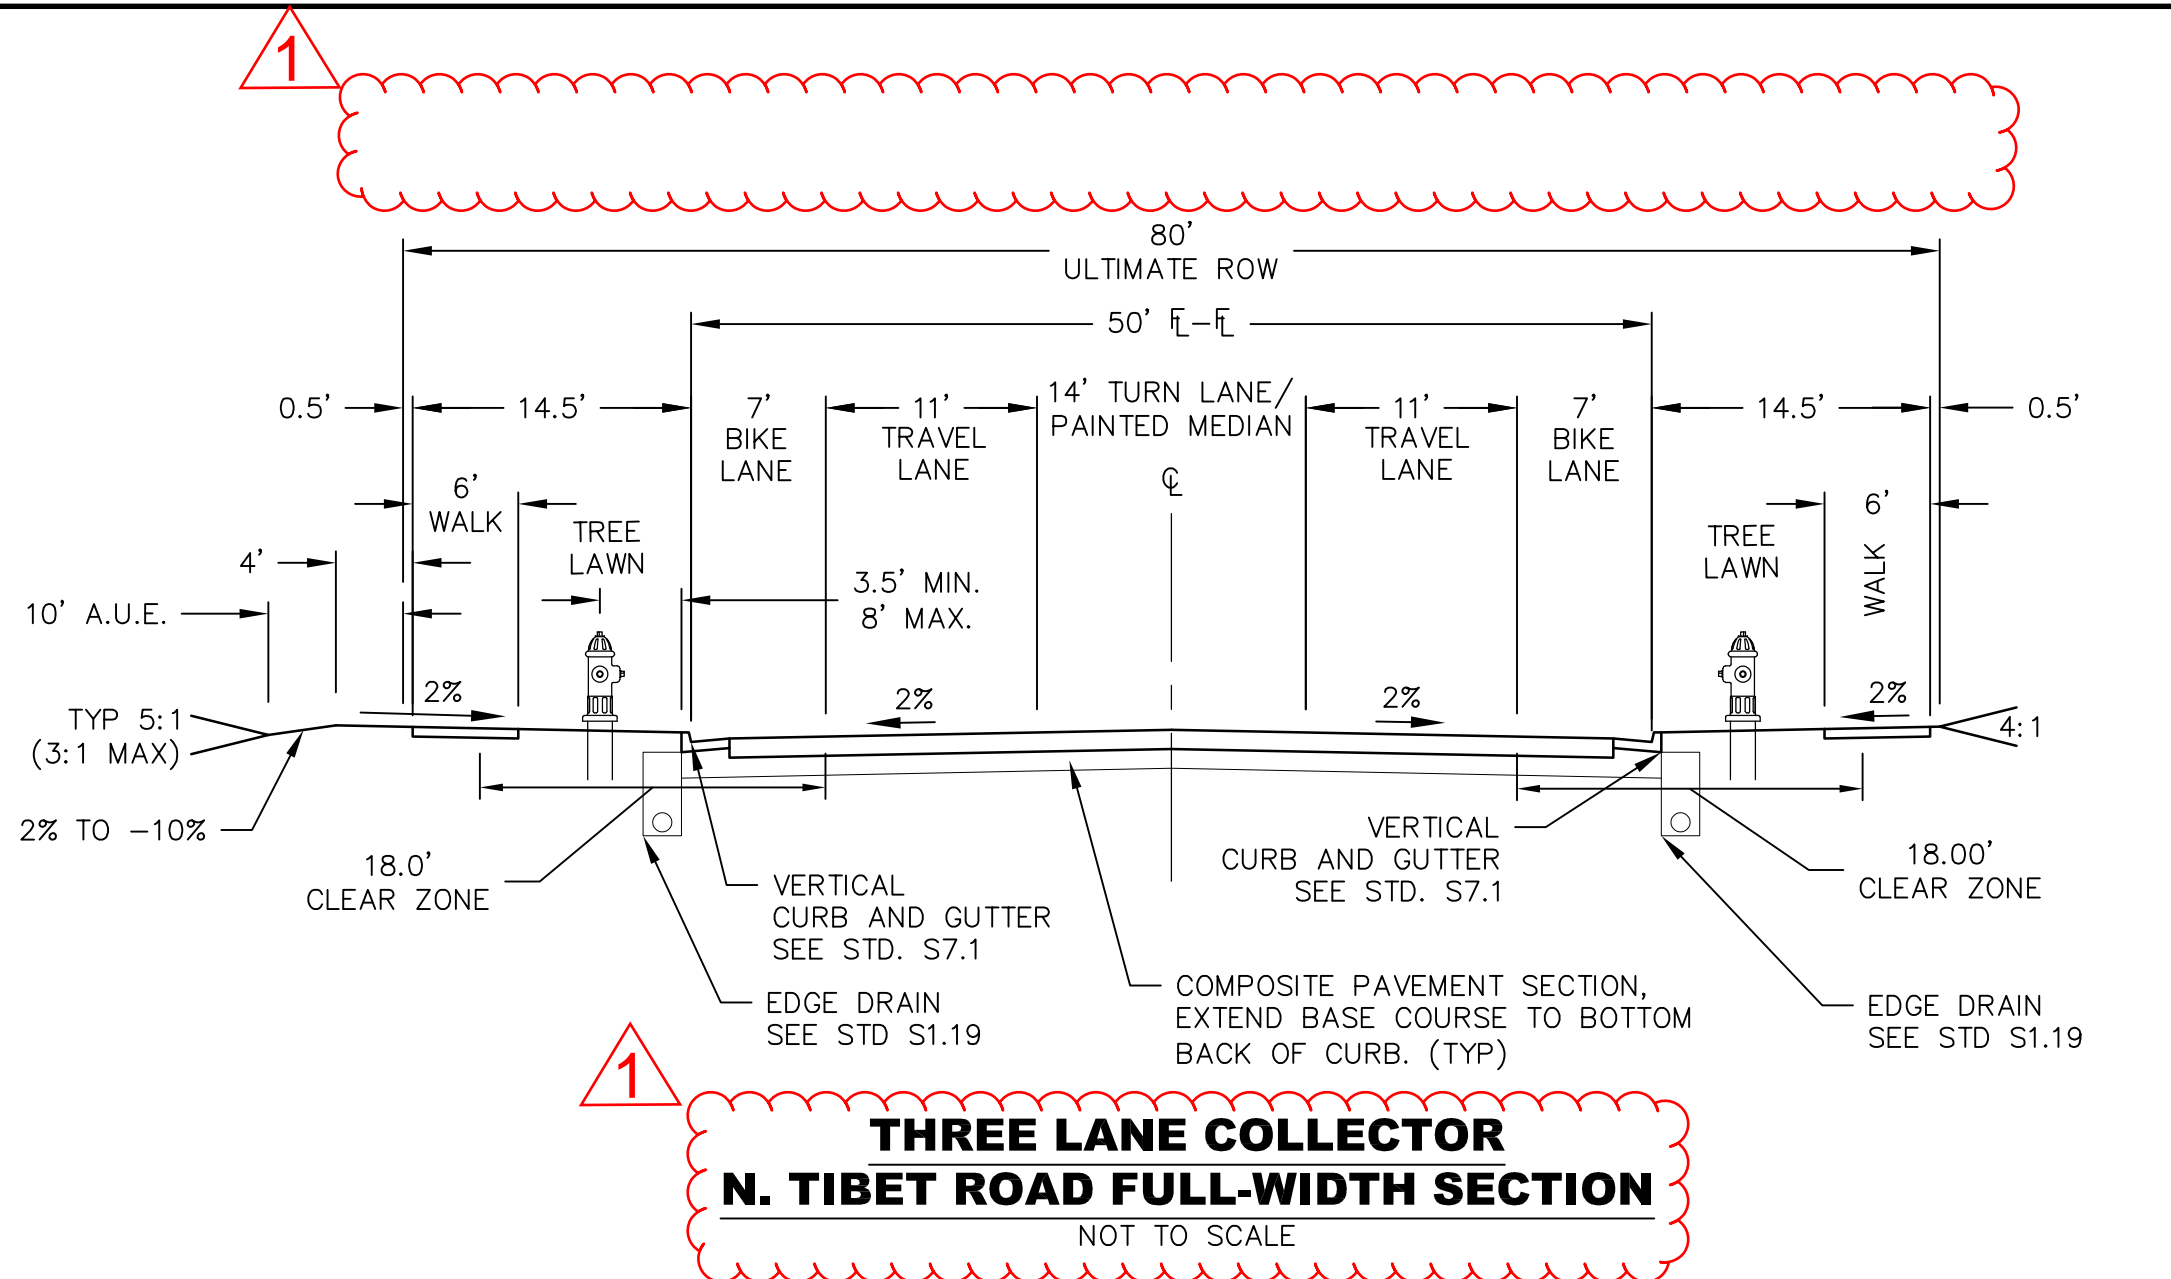 1
80'
ULTIMATE ROW
50' FL-FL
0.5'
14.5'
7'
BIKE
LANE
11'
TRAVEL
LANE
14' TURN LANE/
PAINTED MEDIAN
CL
11'
TRAVEL
LANE
7'
BIKE
LANE
14.5'
0.5'
6'
WALK
TREE
LAWN
4'
10' A.U.E.
3.5' MIN.
8' MAX.
TREE
LAWN
6'
WALK
2%
2%
2%
2%
TYP 5:1
(3:1 MAX)
4:1
2% TO -10%
18.0'
CLEAR ZONE
VERTICAL
CURB AND GUTTER
SEE STD. S7.1
EDGE DRAIN
SEE STD S1.19
VERTICAL
CURB AND GUTTER
SEE STD. S7.1
18.00'
CLEAR ZONE
COMPOSITE PAVEMENT SECTION,
EXTEND BASE COURSE TO BOTTOM
BACK OF CURB. (TYP)
EDGE DRAIN
SEE STD S1.19
1
THREE LANE COLLECTOR
N. TIBET ROAD FULL-WIDTH SECTION
NOT TO SCALE